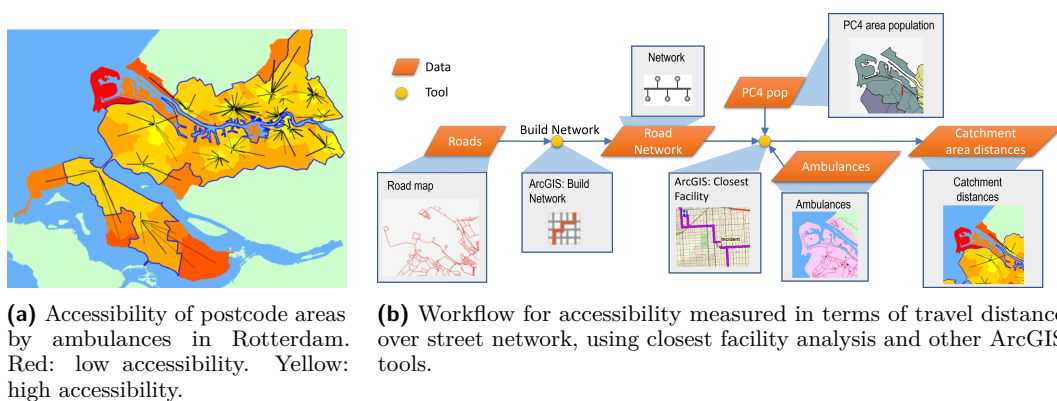 PC4 area population
Network
Data
Tool
PC4 pop
Build Network
Roads
Road
Network
Catchment
area distances
Ambulances
Road map
ArcGIS: Build
Network
ArcGIS: Closest
Facility
Incident
Ambulances
Catchment
distances
(a) Accessibility of postcode areas
by ambulances in Rotterdam.
Red: low accessibility. Yellow:
high accessibility.
(b) Workflow for accessibility measured in terms of travel distance
over street network, using closest facility analysis and other ArcGIS
tools.